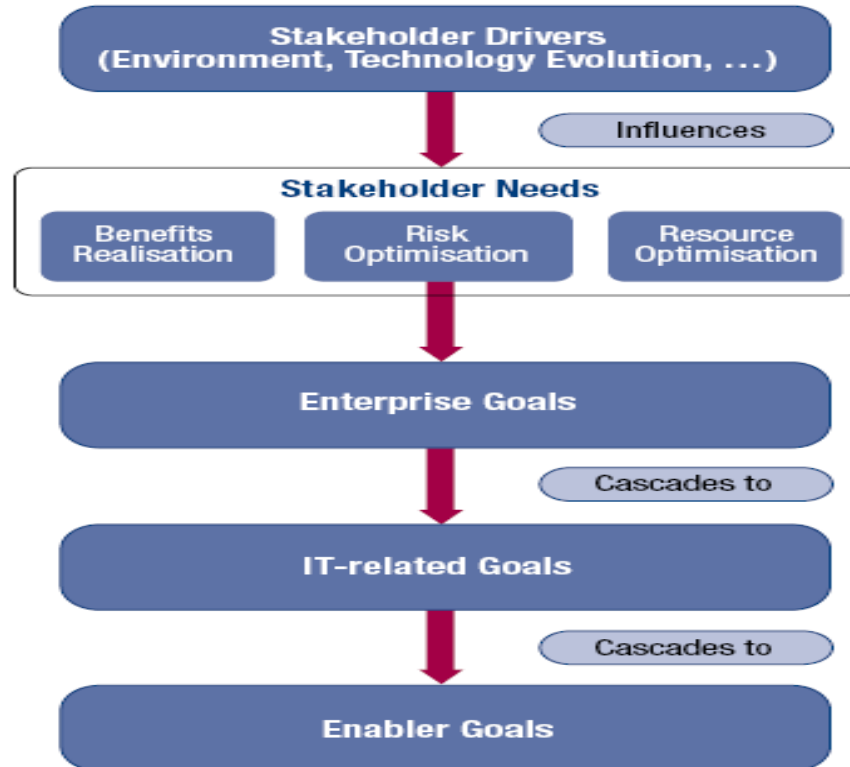 Stakeholder Drivers
(Environment, Technology Evolution, ...)
Influences
Stakeholder Needs
Benefits
Realisation
Risk
Optimisation
Resource
Optimisation
Enterprise Goals
Cascades to
IT-related Goals
Cascades to
Enabler Goals